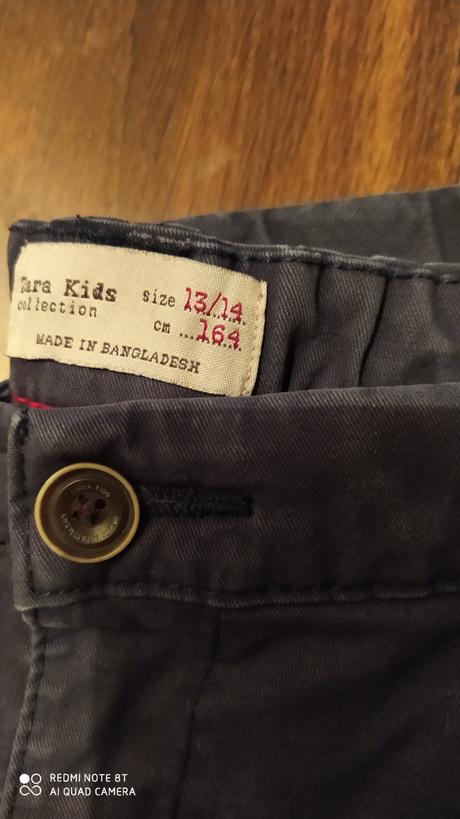 Zara Kids
collection
size 13/14
cm 164
MADE IN BANGLADESH
REDMI NOTE 8T
AI QUAD CAMERA